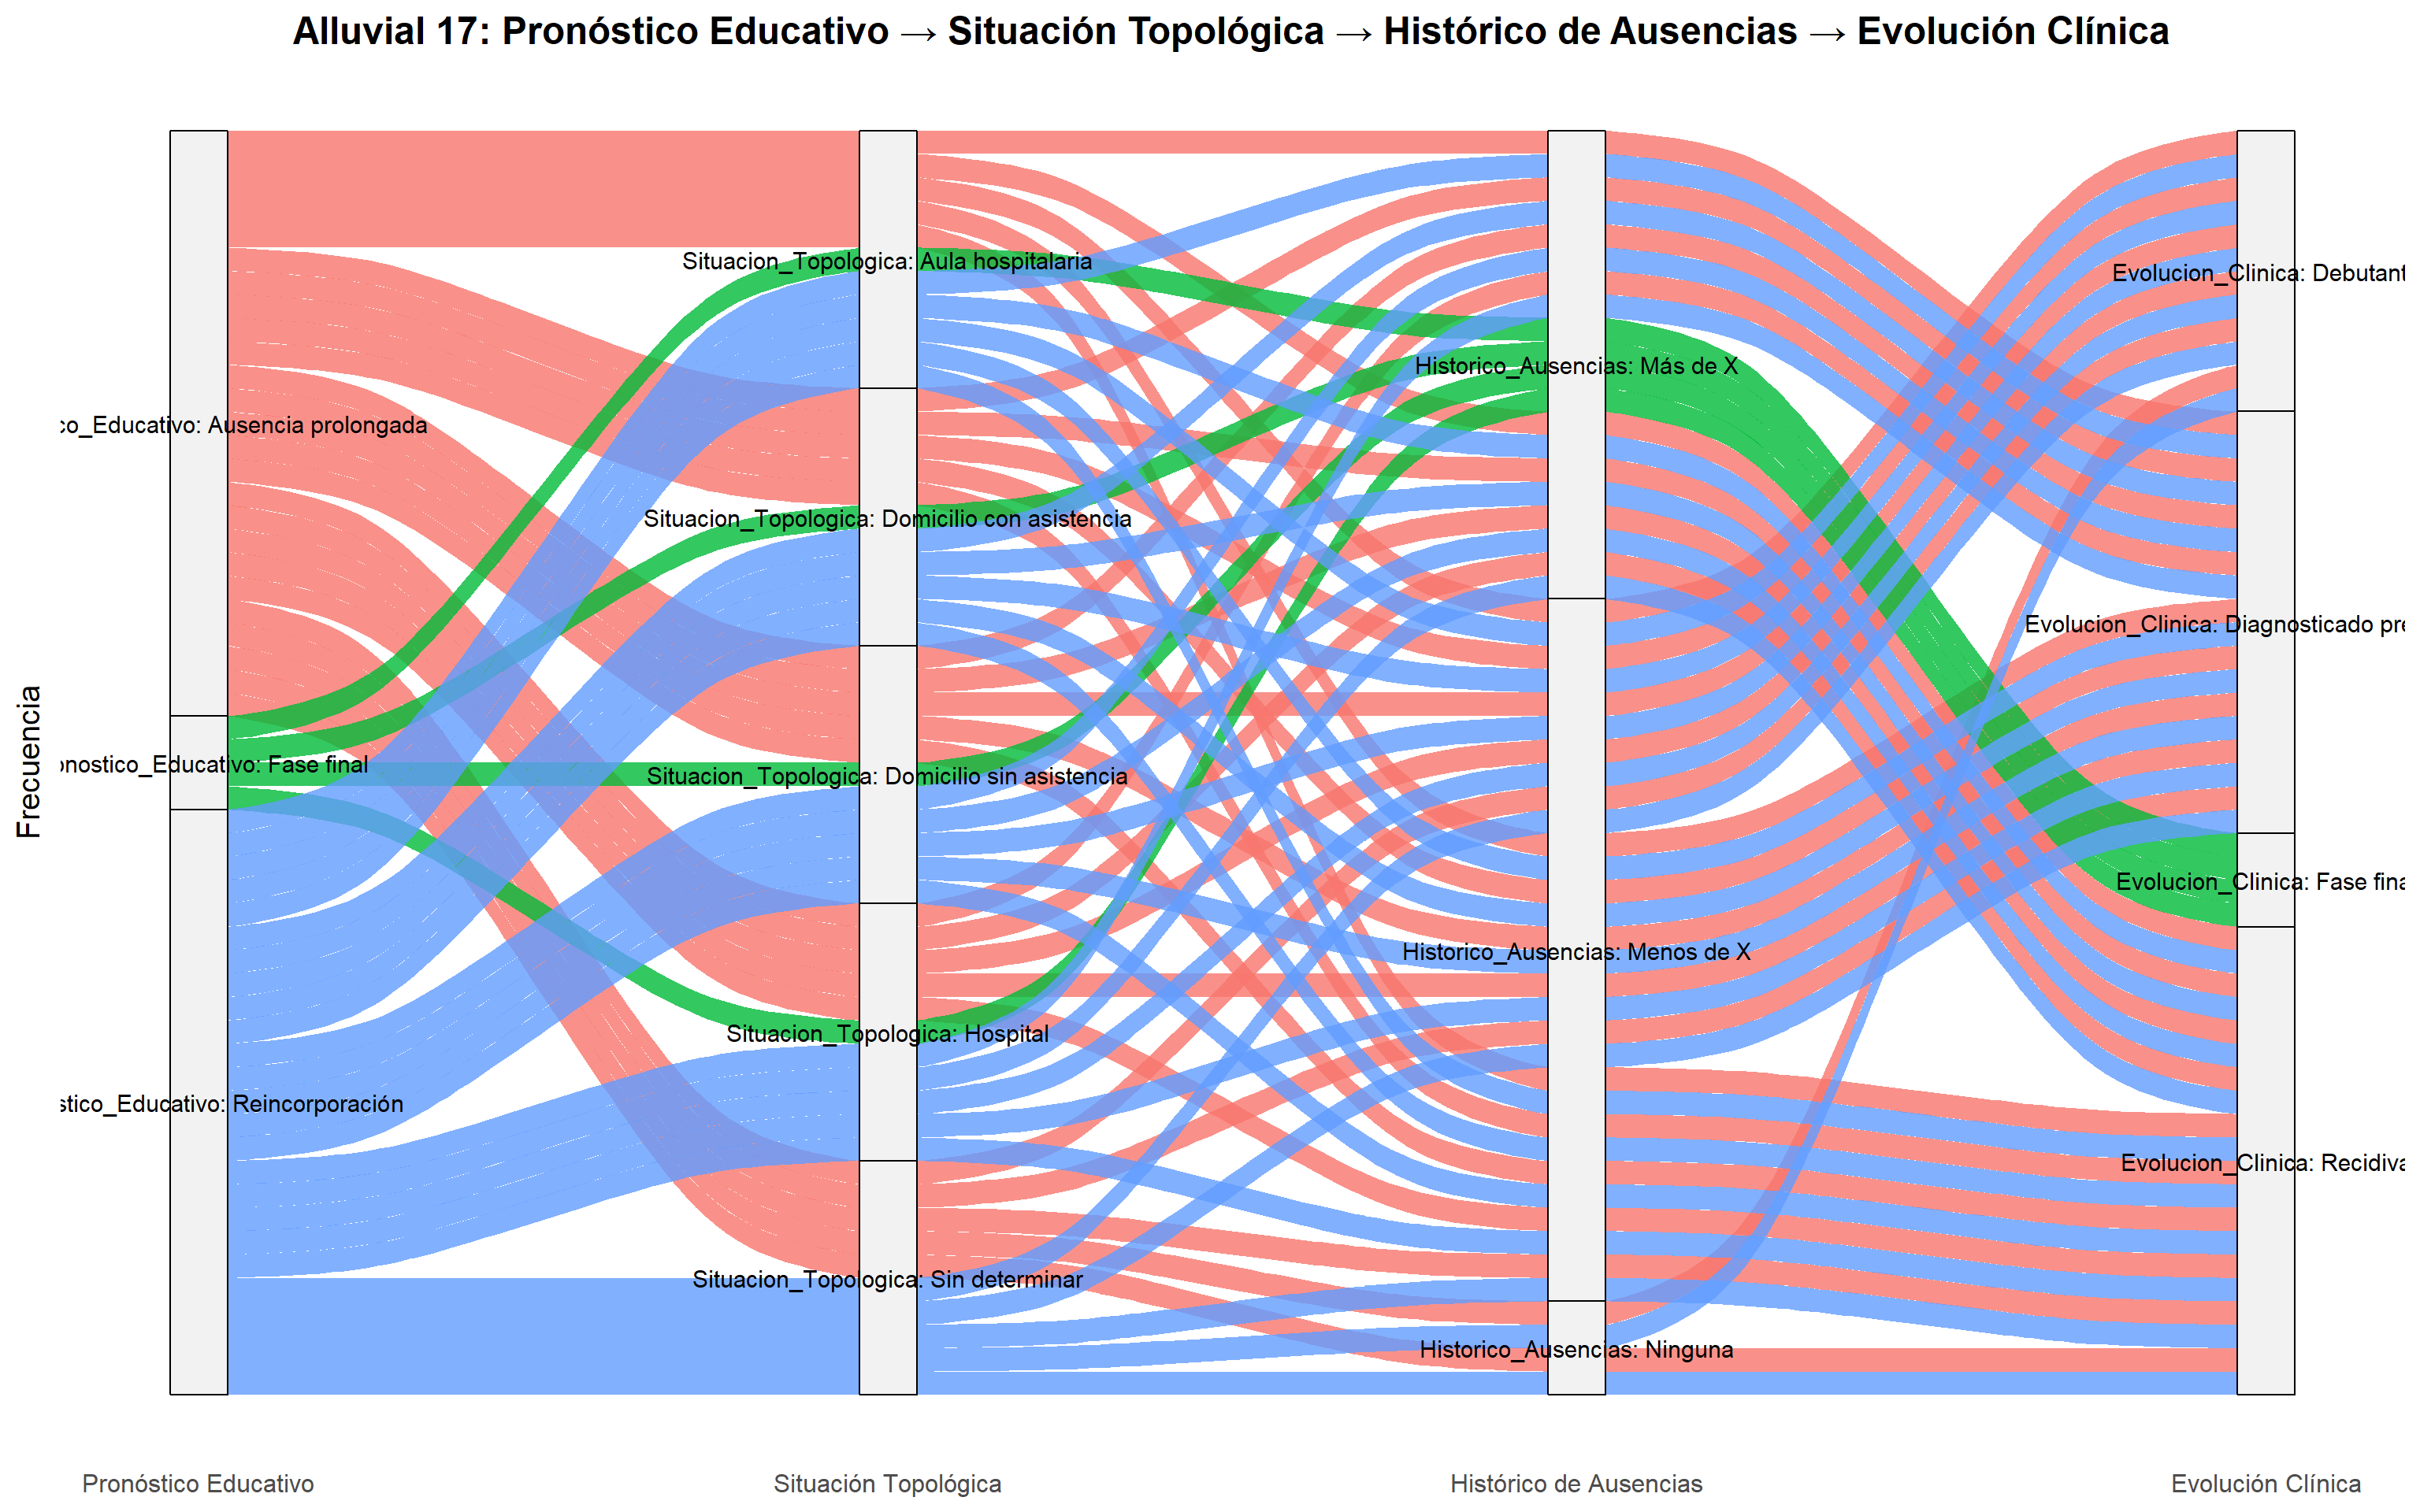 Alluvial 17: Pronóstico Educativo → Situación Topológica → Histórico de Ausencias → Evolución Clínica
Frecuencia
co_Educativo: Ausencia prolongada
onostico_Educativo: Fase final
stico_Educativo: Reincorporación
Situacion_Topologica: Aula hospitalaria
Situacion_Topologica: Domicilio con asistencia
Situacion_Topologica: Domicilio sin asistencia
Situacion_Topologica: Hospital
Situacion_Topologica: Sin determinar
Historico_Ausencias: Más de X
Historico_Ausencias: Menos de X
Historico_Ausencias: Ninguna
Evolucion_Clinica: Debutant
Evolucion_Clinica: Diagnosticado pre
Evolucion_Clinica: Fase fina
Evolucion_Clinica: Recidiva
Pronóstico Educativo
Situación Topológica
Histórico de Ausencias
Evolución Clínica